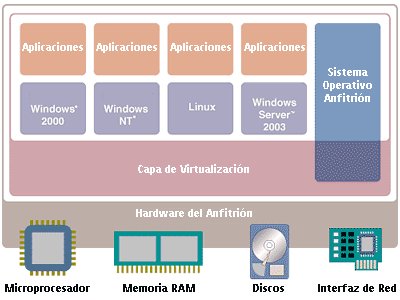 Aplicaciones Aplicaciones Aplicaciones Aplicaciones
Sistema
Operativo
Anfitrión
Windows*
2000
Windows
NT*
Linux
Windows
Server™
2003
Capa de Virtualización
Hardware del Anfitrión
Microprocesador Memoria RAM Discos Interfaz de Red